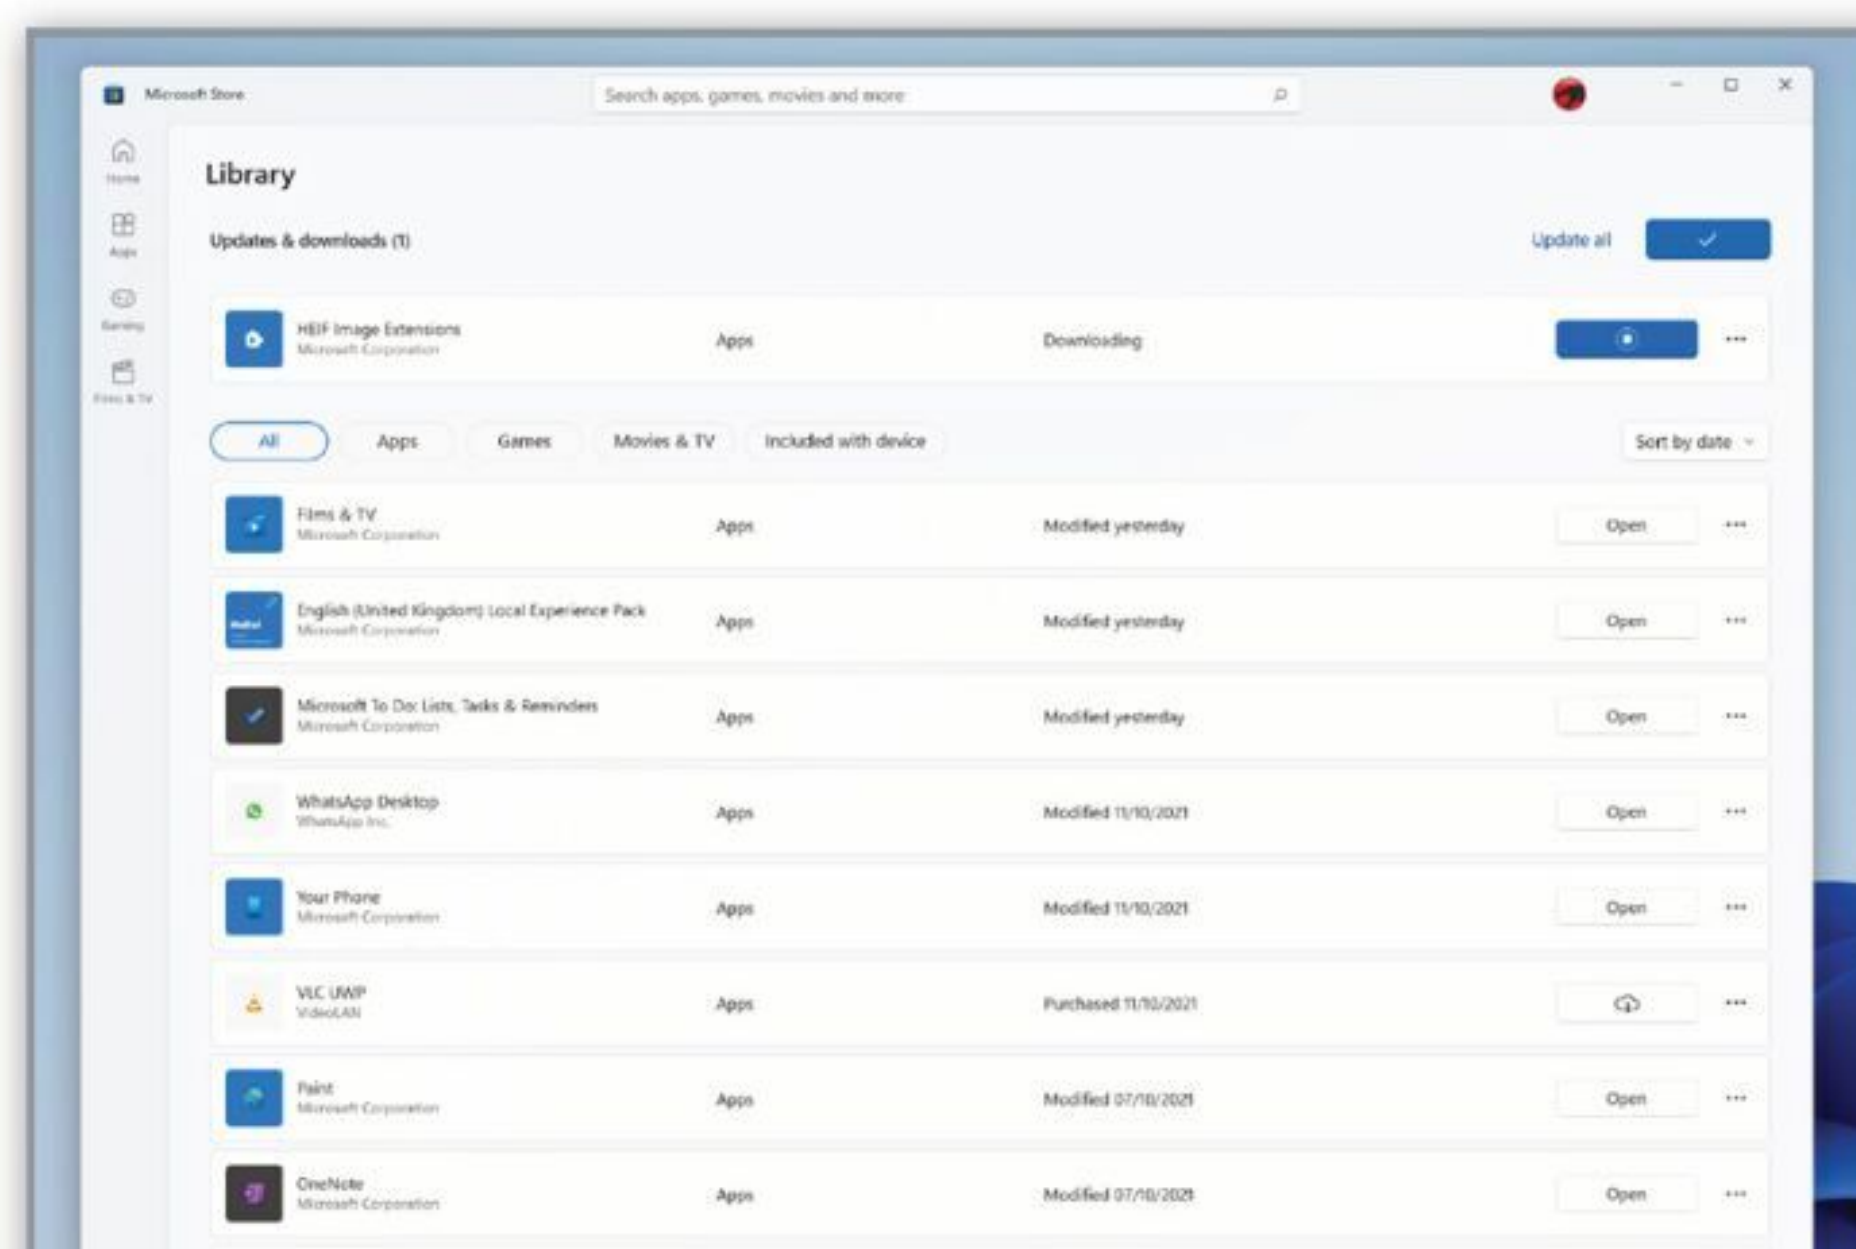 Microsoft Store
Search apps, games, movies and more
Home
Library
Apps
Updates & downloads (1)
Update all
Gaming
HEIF Image Extensions
Microsoft Corporation
Apps
Downloading
Films & TV
All
Apps
Games
Movies & TV
Included with device
Sort by date
Films & TV
Microsoft Corporation
Apps
Modified yesterday
Open
English (United Kingdom) Local Experience Pack
Microsoft Corporation
Apps
Modified yesterday
Open
Microsoft To Do: Lists, Tasks & Reminders
Microsoft Corporation
Apps
Modified yesterday
Open
WhatsApp Desktop
WhatsApp Inc.
Apps
Modified 11/10/2021
Open
Your Phone
Microsoft Corporation
Apps
Modified 11/10/2021
Open
VLC UWP
VideoLAN
Apps
Purchased 11/10/2021
Paint
Microsoft Corporation
Apps
Modified 07/10/2021
Open
OneNote
Microsoft Corporation
Apps
Modified 07/10/2021
Open